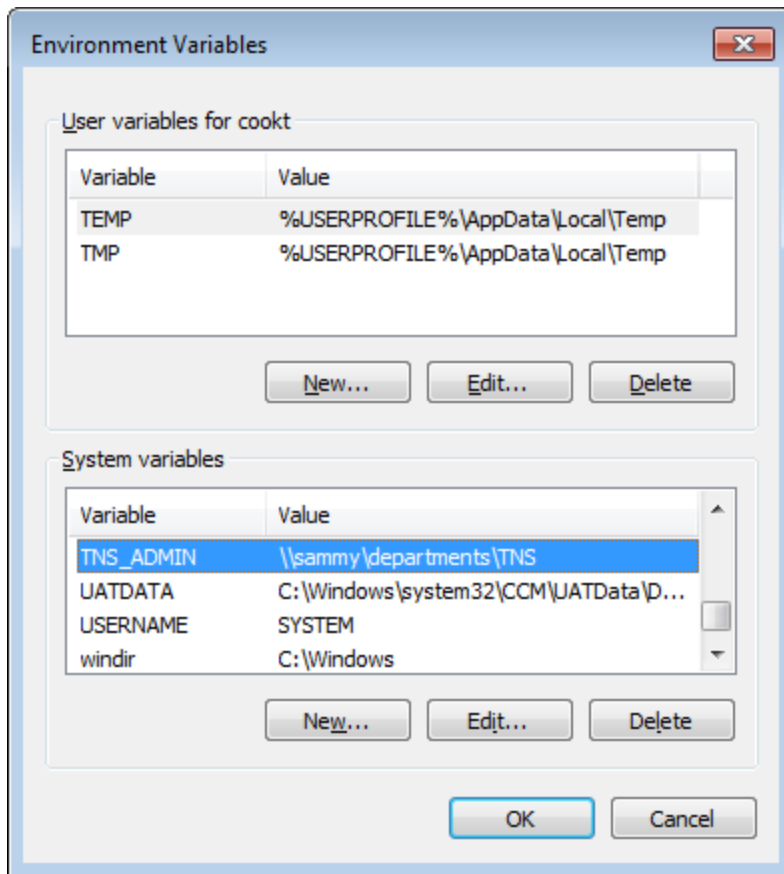 Environment Variables
User variables for cookt
Variable Value
TEMP %USERPROFILE%\AppData\Local\Temp
TMP %USERPROFILE%\AppData\Local\Temp
New... Edit... Delete
System variables
Variable Value
TNS_ADMIN \\sammy\departments\TNS
UATDATA C:\Windows\system32\CCM\UATData\D...
USERNAME SYSTEM
windir C:\Windows
New... Edit... Delete
OK Cancel